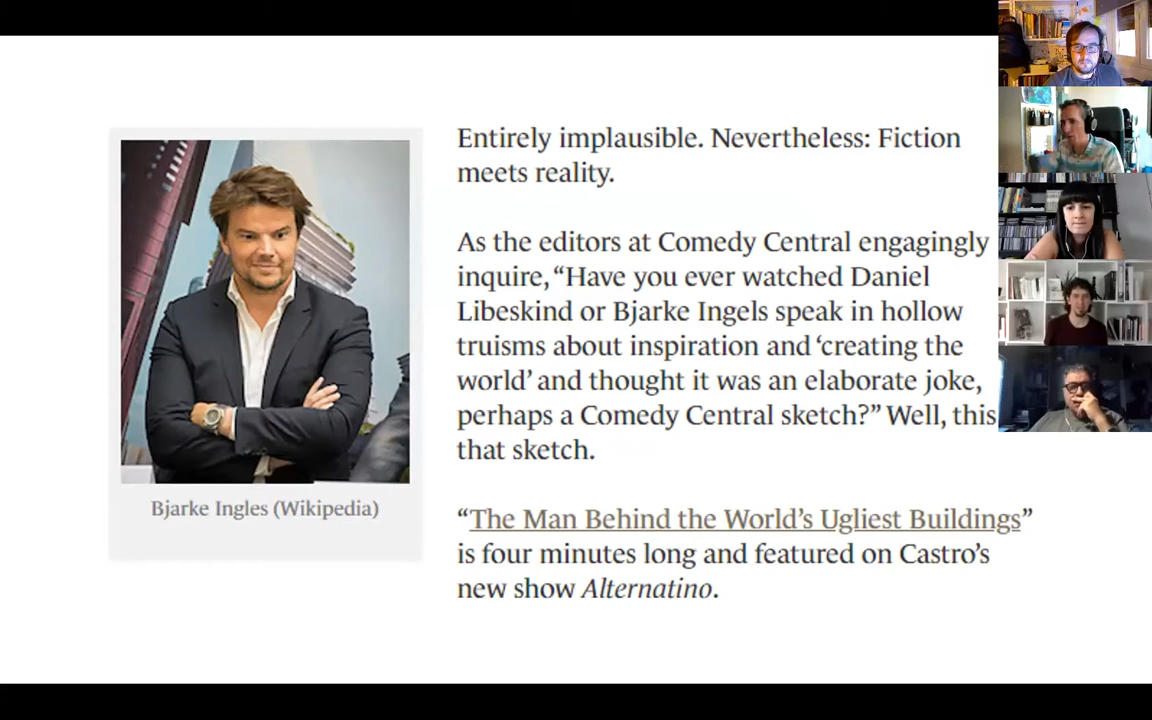 Entirely implausible. Nevertheless: Fiction
meets reality.
As the editors at Comedy Central engagingly
inquire, “Have you ever watched Daniel
Libeskind or Bjarke Ingels speak in hollow
truisms about inspiration and ‘creating the
world’ and thought it was an elaborate joke,
perhaps a Comedy Central sketch?” Well, this
that sketch.
“The Man Behind the World’s Ugliest Buildings”
is four minutes long and featured on Castro’s
new show Alternatino.
Bjarke Ingles (Wikipedia)